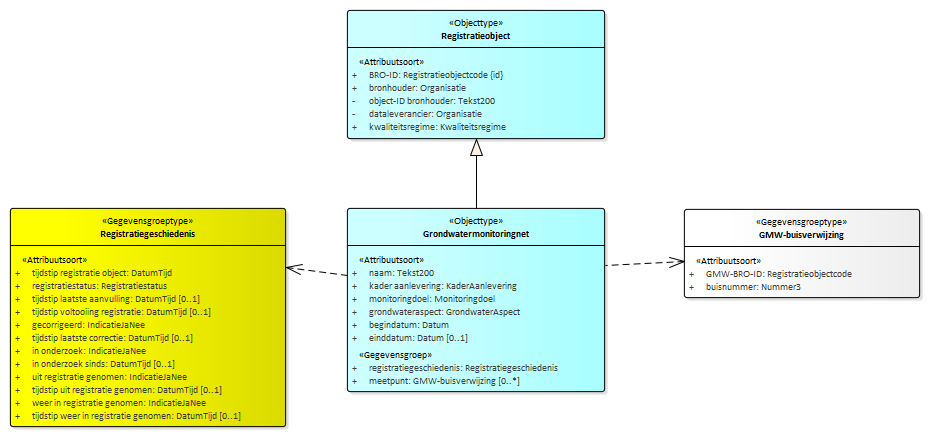 «Objecttype»
Registratieobject
«Attribuutsoort»
+ BRO-ID: Registratieobjectcode {id}
+ bronhouder: Organisatie
- object-ID bronhouder: Tekst200
- dataleverancier: Organisatie
+ kwaliteitsregime: Kwaliteitsregime
«Gegevensgroeptype»
Registratiegeschiedenis
«Attribuutsoort»
+ tijdstip registratie object: DatumTijd
+ registratiestatus: Registratiestatus
+ tijdstip laatste aanvulling: DatumTijd [0..1]
+ tijdstip voltooiing registratie: DatumTijd [0..1]
+ gecorrigeerd: IndicatieJaNee
+ tijdstip laatste correctie: DatumTijd [0..1]
+ in onderzoek: IndicatieJaNee
+ in onderzoek sinds: DatumTijd [0..1]
+ uit registratie genomen: IndicatieJaNee
+ tijdstip uit registratie genomen: DatumTijd [0..1]
+ weer in registratie genomen: IndicatieJaNee
+ tijdstip weer in registratie genomen: DatumTijd [0..1]
«Objecttype»
Grondwatermonitoringnet
«Attribuutsoort»
+ naam: Tekst200
+ kader aanlevering: KaderAanlevering
+ monitoringdoel: Monitoringdoel
+ grondwateraspect: GrondwaterAspect
+ begindatum: Datum
+ einddatum: Datum [0..1]
«Gegevensgroep»
+ registratiegeschiedenis: Registratiegeschiedenis
+ meetpunt: GMW-buisverwijzing [0..*]
«Gegevensgroeptype»
GMW-buisverwijzing
«Attribuutsoort»
+ GMW-BRO-ID: Registratieobjectcode
+ buisnummer: Nummer3